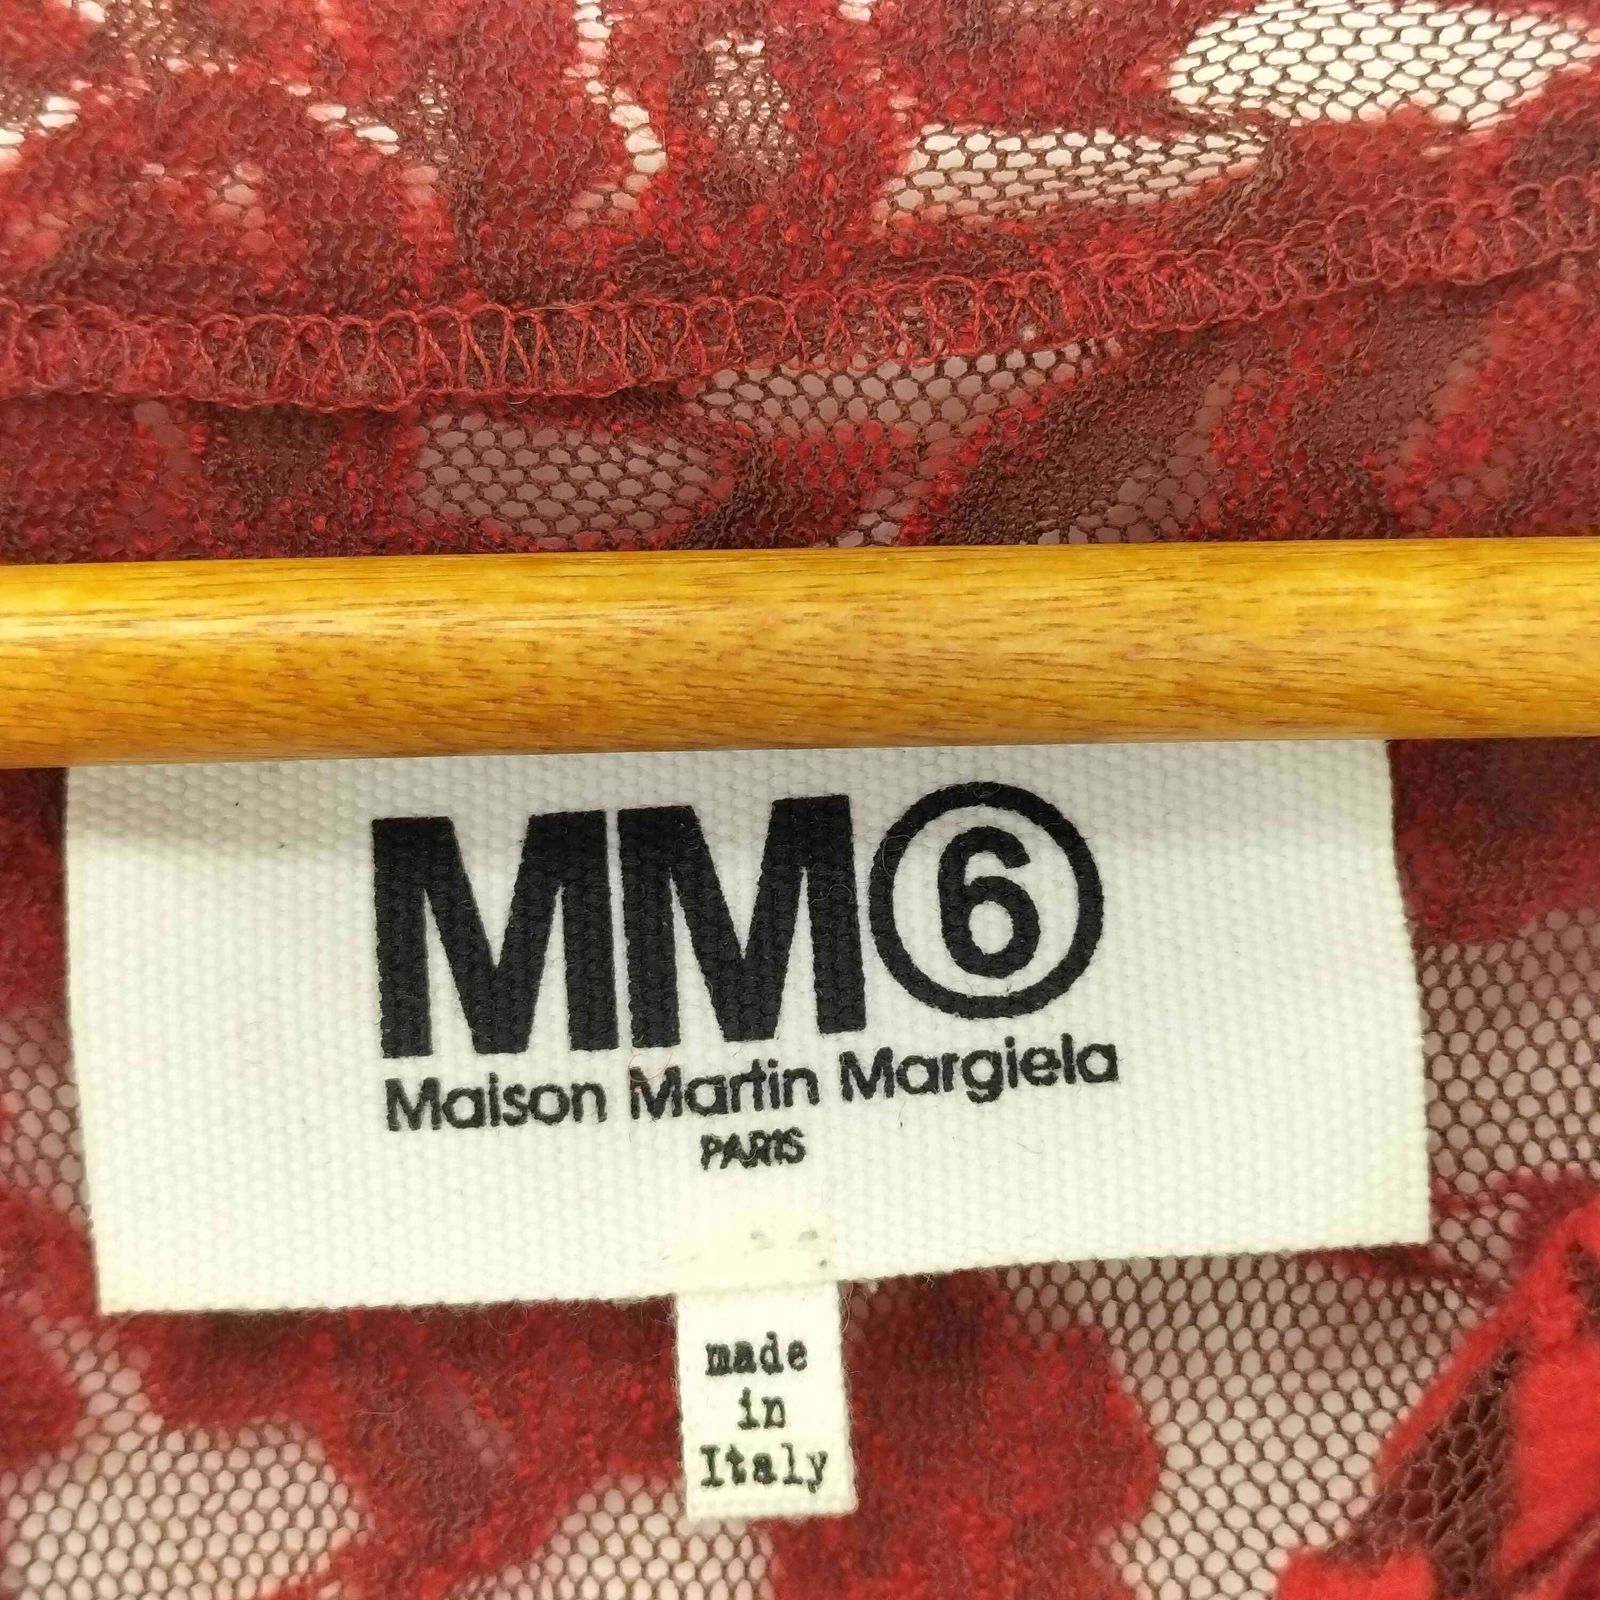 MM⑥
Maison Martin Margiela
PARIS
made
in
Italy